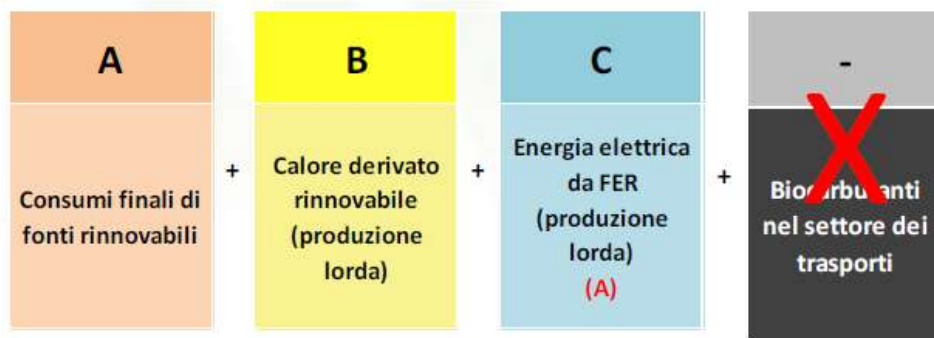 A
Consumi finali di
fonti rinnovabili
+
B
Calore derivato
rinnovabile
(produzione
lorda)
+
C
Energia elettrica
da FER
(produzione
lorda)
(A)
+
-
X
Biocarburanti
nel settore dei
trasporti